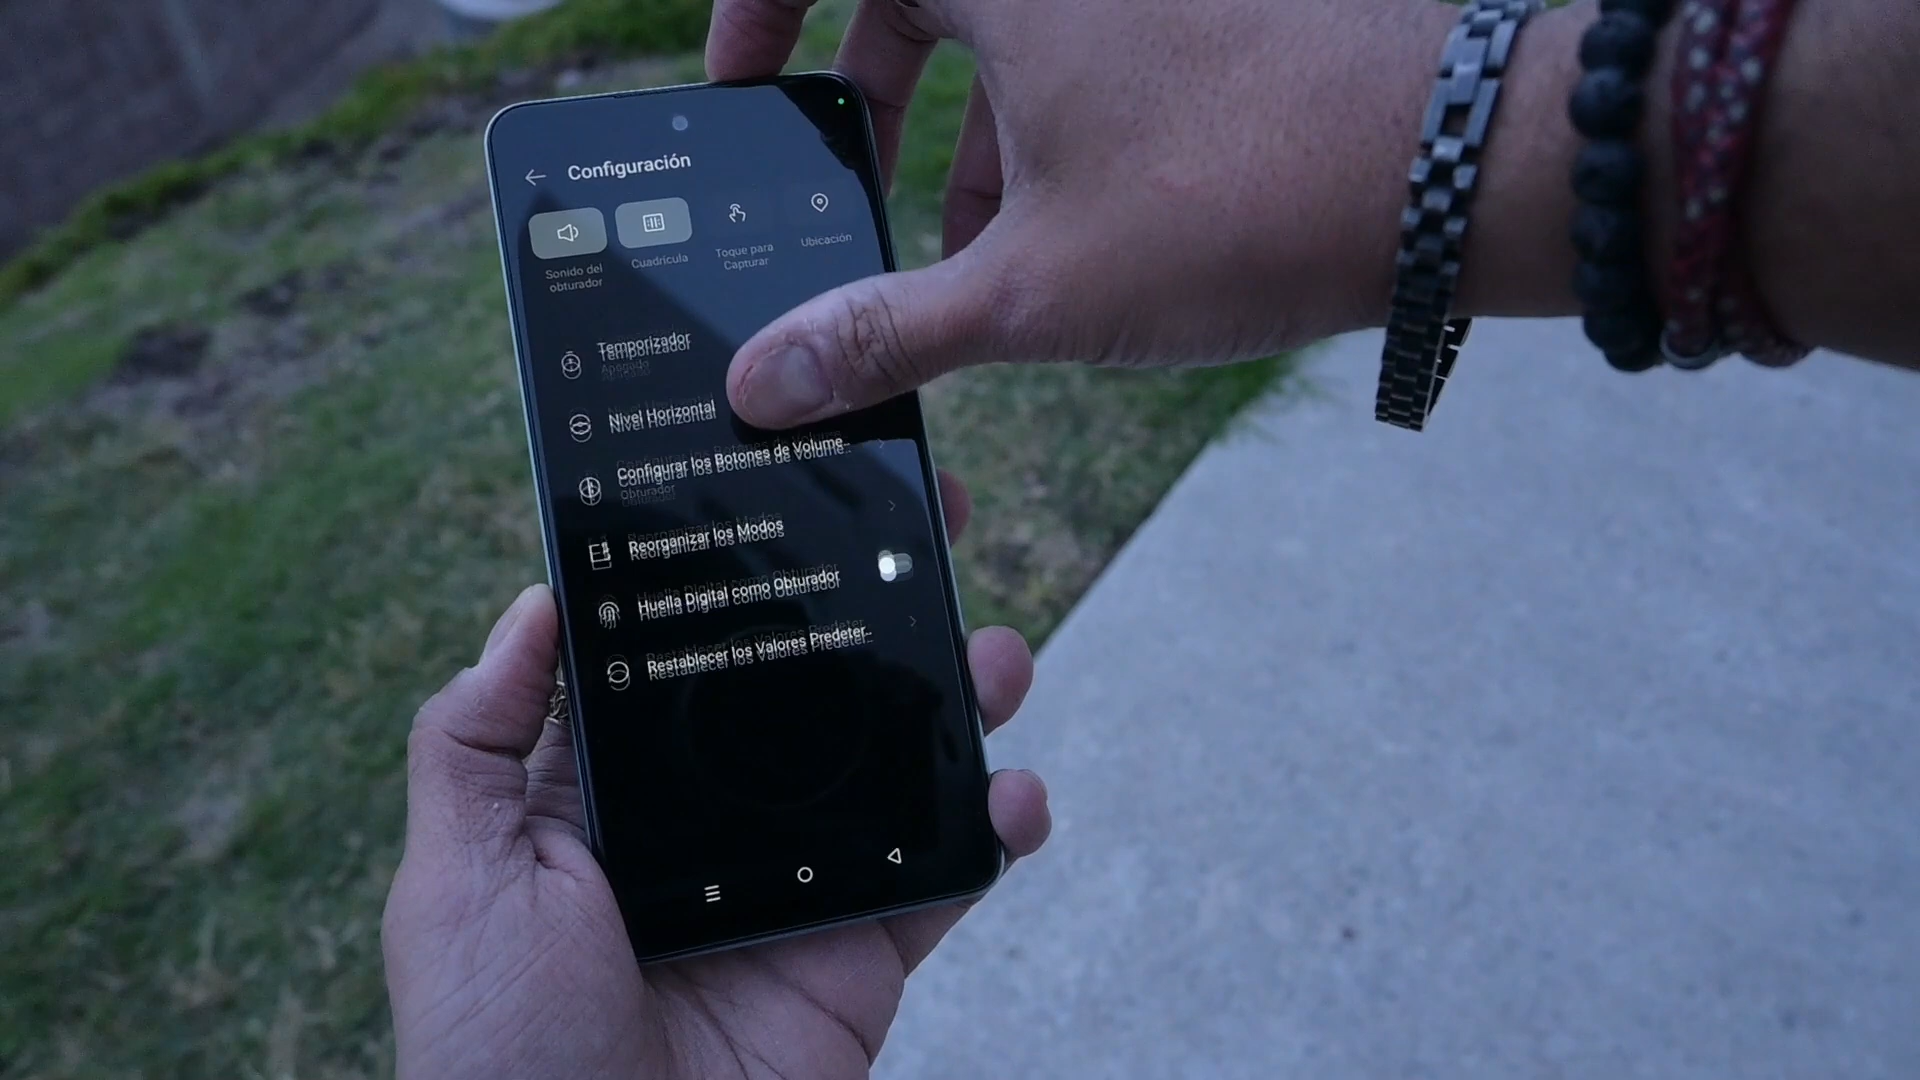 Configuración
Sonido del
obturador
Cuadrícula
Toque para
Capturar
Ubicación
Temporizador
Apagado
Nivel Horizontal
Configurar los Botones de Volume...
Obturador
Reorganizar los Modos
Huella Digital como Obturador
Restablecer los Valores Predeter...